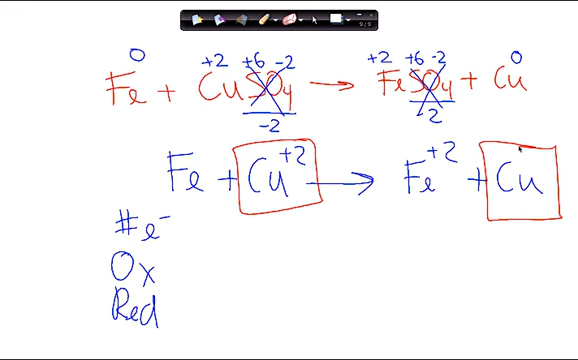 0 +2 +6 -2 +2 +6 -2 0
Fe + CuSO4 → FeSO4 + Cu
-2 2
Fe + Cu+2 → Fe+2 + Cu
# e-
Ox
Red